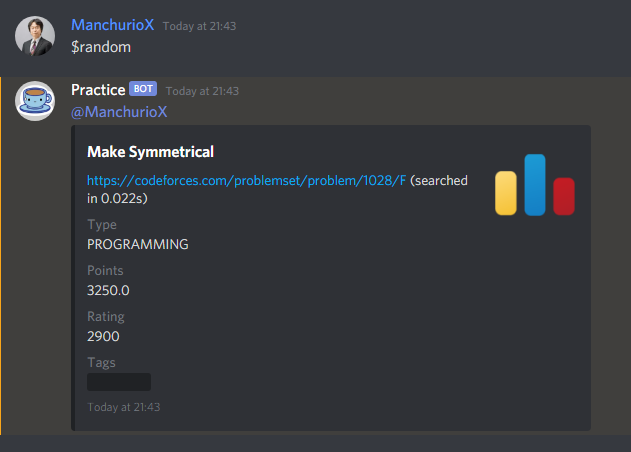 ManchurioX Today at 21:43
$random
Practice BOT Today at 21:43
@ManchurioX
Make Symmetrical
https://codeforces.com/problemset/problem/1028/F (searched
in 0.022s)
Type
PROGRAMMING
Points
3250.0
Rating
2900
Tags
Today at 21:43